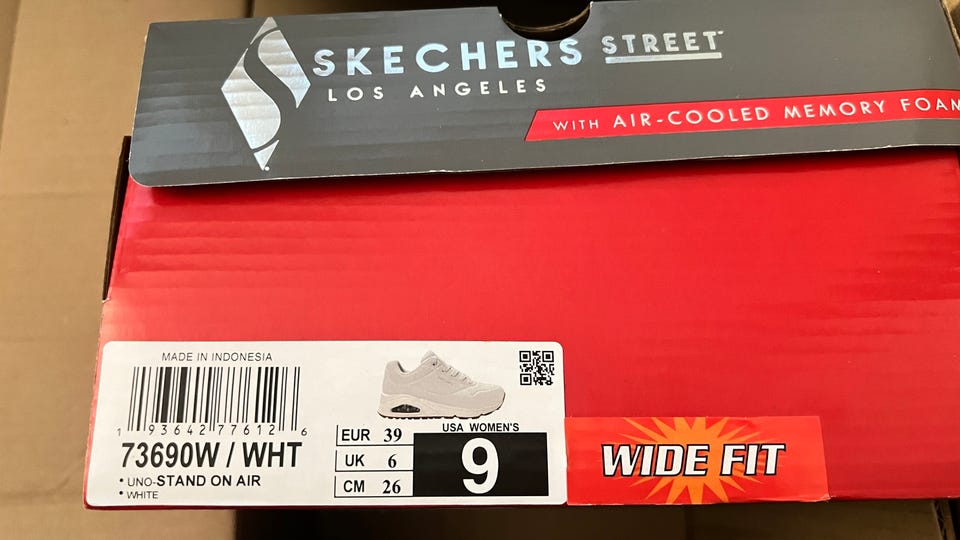 SKECHERS STREET™
LOS ANGELES
WITH AIR-COOLED MEMORY FOAM
MADE IN INDONESIA
1 93642 77612 6
73690W / WHT
• UNO-STAND ON AIR
• WHITE
EUR 39
UK 6
CM 26
USA WOMEN'S
9
WIDE FIT